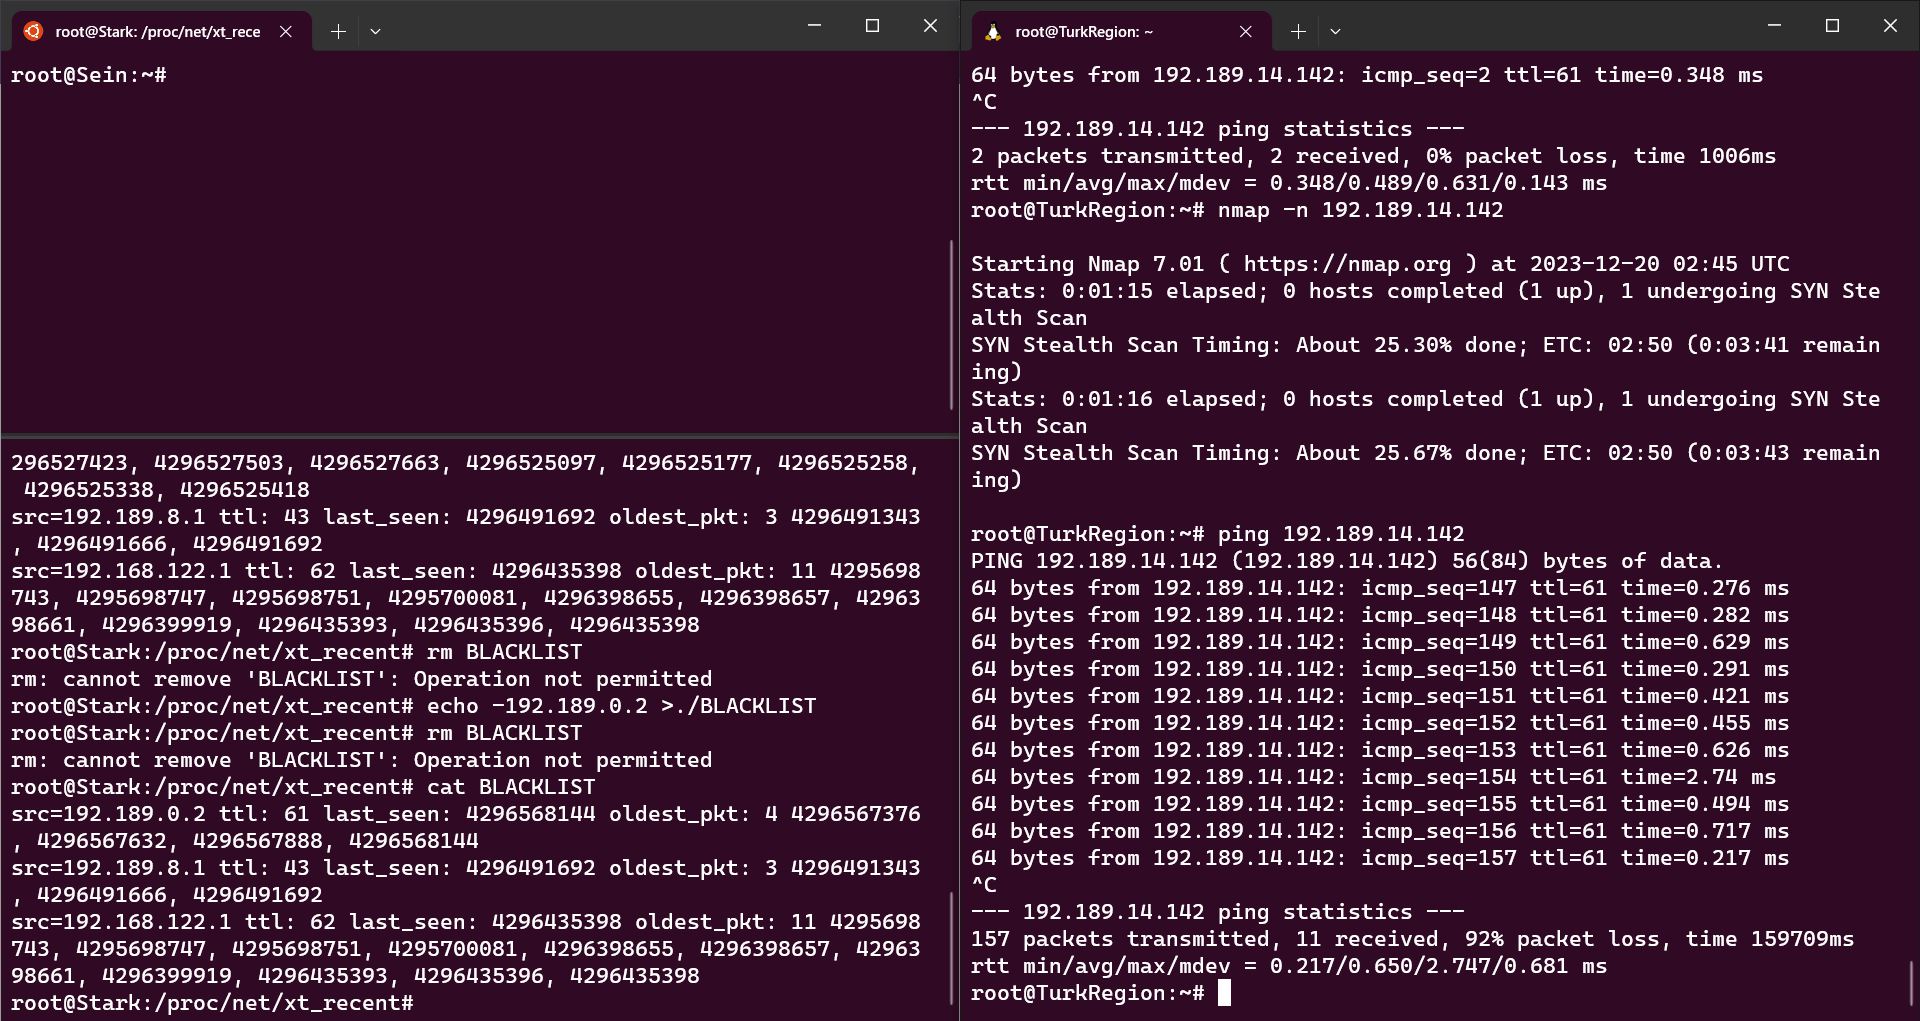 root@Stark: /proc/net/xt_rece
root@Sein:~#
296527423, 4296527503, 4296527663, 4296525097, 4296525177, 4296525258,
 4296525338, 4296525418
src=192.189.8.1 ttl: 43 last_seen: 4296491692 oldest_pkt: 3 4296491343
, 4296491666, 4296491692
src=192.168.122.1 ttl: 62 last_seen: 4296435398 oldest_pkt: 11 4295698
743, 4295698747, 4295698751, 4295700081, 4296398655, 4296398657, 42963
98661, 4296399919, 4296435393, 4296435396, 4296435398
root@Stark:/proc/net/xt_recent# rm BLACKLIST
rm: cannot remove 'BLACKLIST': Operation not permitted
root@Stark:/proc/net/xt_recent# echo -192.189.0.2 >./BLACKLIST
root@Stark:/proc/net/xt_recent# rm BLACKLIST
rm: cannot remove 'BLACKLIST': Operation not permitted
root@Stark:/proc/net/xt_recent# cat BLACKLIST
src=192.189.0.2 ttl: 61 last_seen: 4296568144 oldest_pkt: 4 4296567376
, 4296567632, 4296567888, 4296568144
src=192.189.8.1 ttl: 43 last_seen: 4296491692 oldest_pkt: 3 4296491343
, 4296491666, 4296491692
src=192.168.122.1 ttl: 62 last_seen: 4296435398 oldest_pkt: 11 4295698
743, 4295698747, 4295698751, 4295700081, 4296398655, 4296398657, 42963
98661, 4296399919, 4296435393, 4296435396, 4296435398
root@Stark:/proc/net/xt_recent#
root@TurkRegion: ~
64 bytes from 192.189.14.142: icmp_seq=2 ttl=61 time=0.348 ms
^C
--- 192.189.14.142 ping statistics ---
2 packets transmitted, 2 received, 0% packet loss, time 1006ms
rtt min/avg/max/mdev = 0.348/0.489/0.631/0.143 ms
root@TurkRegion:~# nmap -n 192.189.14.142
Starting Nmap 7.01 ( https://nmap.org ) at 2023-12-20 02:45 UTC
Stats: 0:01:15 elapsed; 0 hosts completed (1 up), 1 undergoing SYN Ste
alth Scan
SYN Stealth Scan Timing: About 25.30% done; ETC: 02:50 (0:03:41 remain
ing)
Stats: 0:01:16 elapsed; 0 hosts completed (1 up), 1 undergoing SYN Ste
alth Scan
SYN Stealth Scan Timing: About 25.67% done; ETC: 02:50 (0:03:43 remain
ing)
root@TurkRegion:~# ping 192.189.14.142
PING 192.189.14.142 (192.189.14.142) 56(84) bytes of data.
64 bytes from 192.189.14.142: icmp_seq=147 ttl=61 time=0.276 ms
64 bytes from 192.189.14.142: icmp_seq=148 ttl=61 time=0.282 ms
64 bytes from 192.189.14.142: icmp_seq=149 ttl=61 time=0.629 ms
64 bytes from 192.189.14.142: icmp_seq=150 ttl=61 time=0.291 ms
64 bytes from 192.189.14.142: icmp_seq=151 ttl=61 time=0.421 ms
64 bytes from 192.189.14.142: icmp_seq=152 ttl=61 time=0.455 ms
64 bytes from 192.189.14.142: icmp_seq=153 ttl=61 time=0.626 ms
64 bytes from 192.189.14.142: icmp_seq=154 ttl=61 time=2.74 ms
64 bytes from 192.189.14.142: icmp_seq=155 ttl=61 time=0.494 ms
64 bytes from 192.189.14.142: icmp_seq=156 ttl=61 time=0.717 ms
64 bytes from 192.189.14.142: icmp_seq=157 ttl=61 time=0.217 ms
^C
--- 192.189.14.142 ping statistics ---
157 packets transmitted, 11 received, 92% packet loss, time 159709ms
rtt min/avg/max/mdev = 0.217/0.650/2.747/0.681 ms
root@TurkRegion:~#